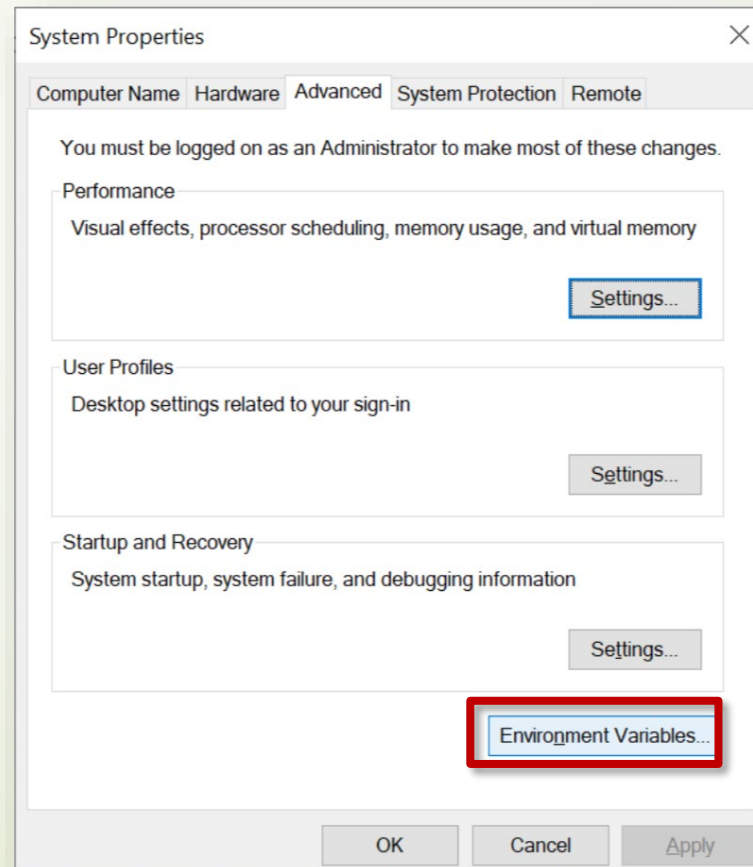 System Properties
Computer Name Hardware Advanced System Protection Remote
You must be logged on as an Administrator to make most of these changes.
Performance
Visual effects, processor scheduling, memory usage, and virtual memory
Settings...
User Profiles
Desktop settings related to your sign-in
Settings...
Startup and Recovery
System startup, system failure, and debugging information
Settings...
Environment Variables...
OK Cancel Apply